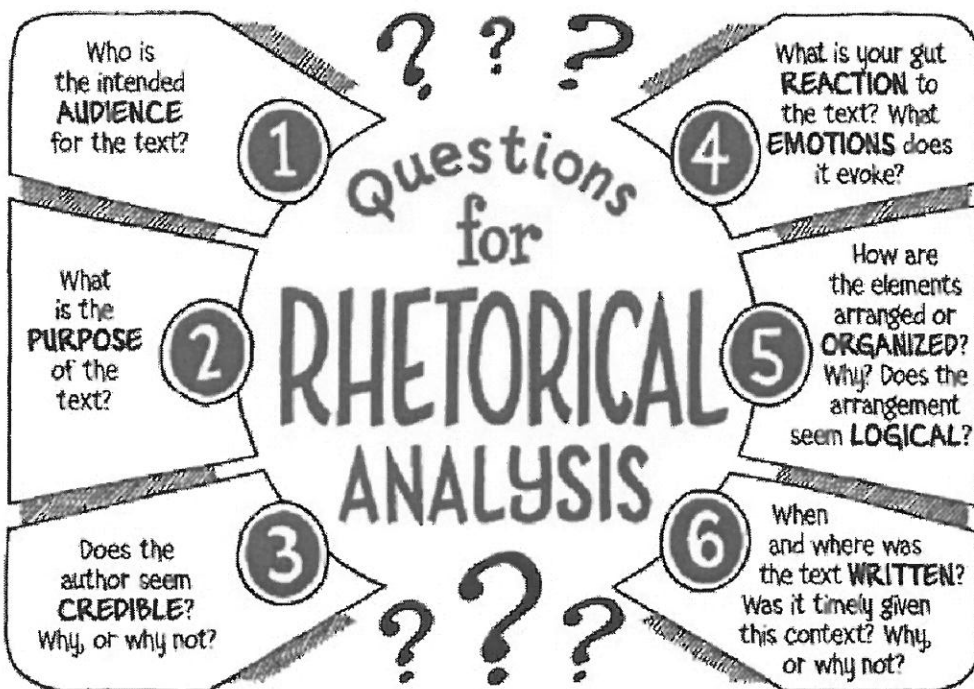 Questions
for
RHETORICAL
ANALYSIS
1
Who is
the intended
AUDIENCE
for the text?
2
What
is the
PURPOSE
of the
text?
3
Does the
author seem
CREDIBLE?
Why, or why not?
4
What is your gut
REACTION to
the text? What
EMOTIONS does
it evoke?
5
How are
the elements
arranged or
ORGANIZED?
Why? Does the
arrangement
seem LOGICAL?
6
When
and where was
the text WRITTEN?
Was it timely given
this context? Why,
or why not?
? ? ?
? ? ?